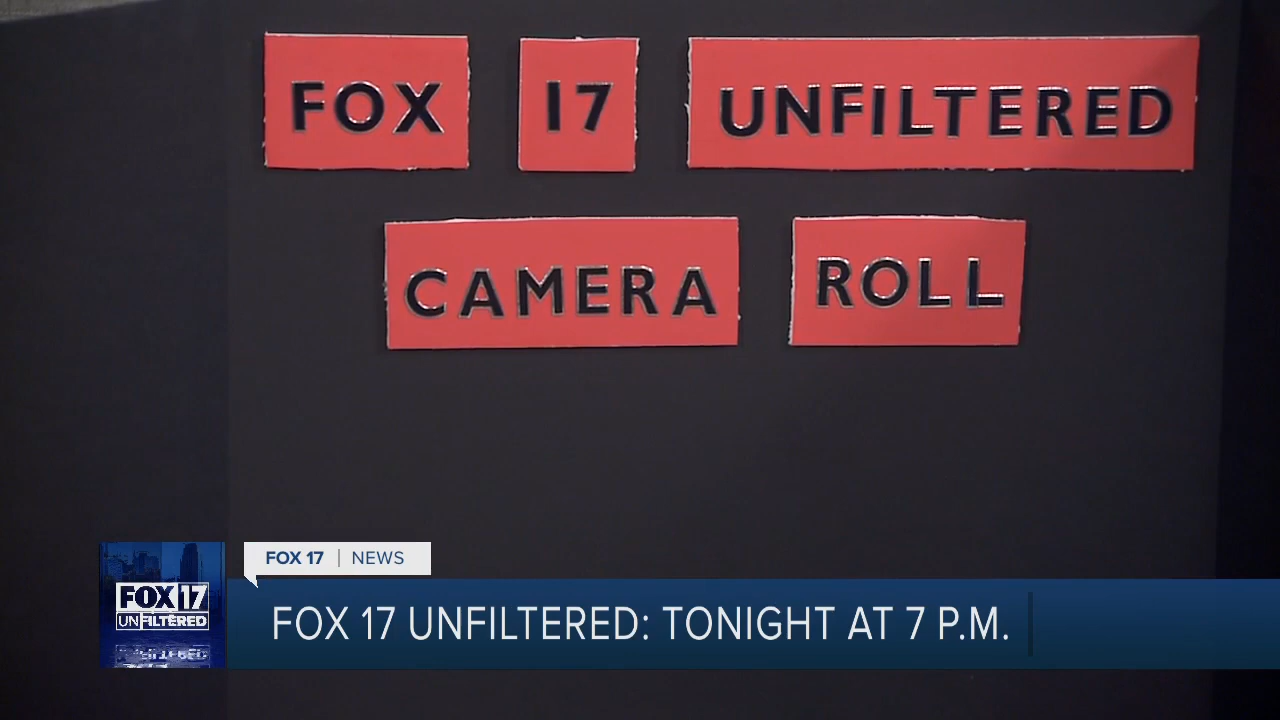 FOX 17 UNFILTERED
CAMERA ROLL
FOX 17 | NEWS
FOX 17
UNFILTERED
FOX 17 UNFILTERED: TONIGHT AT 7 P.M.